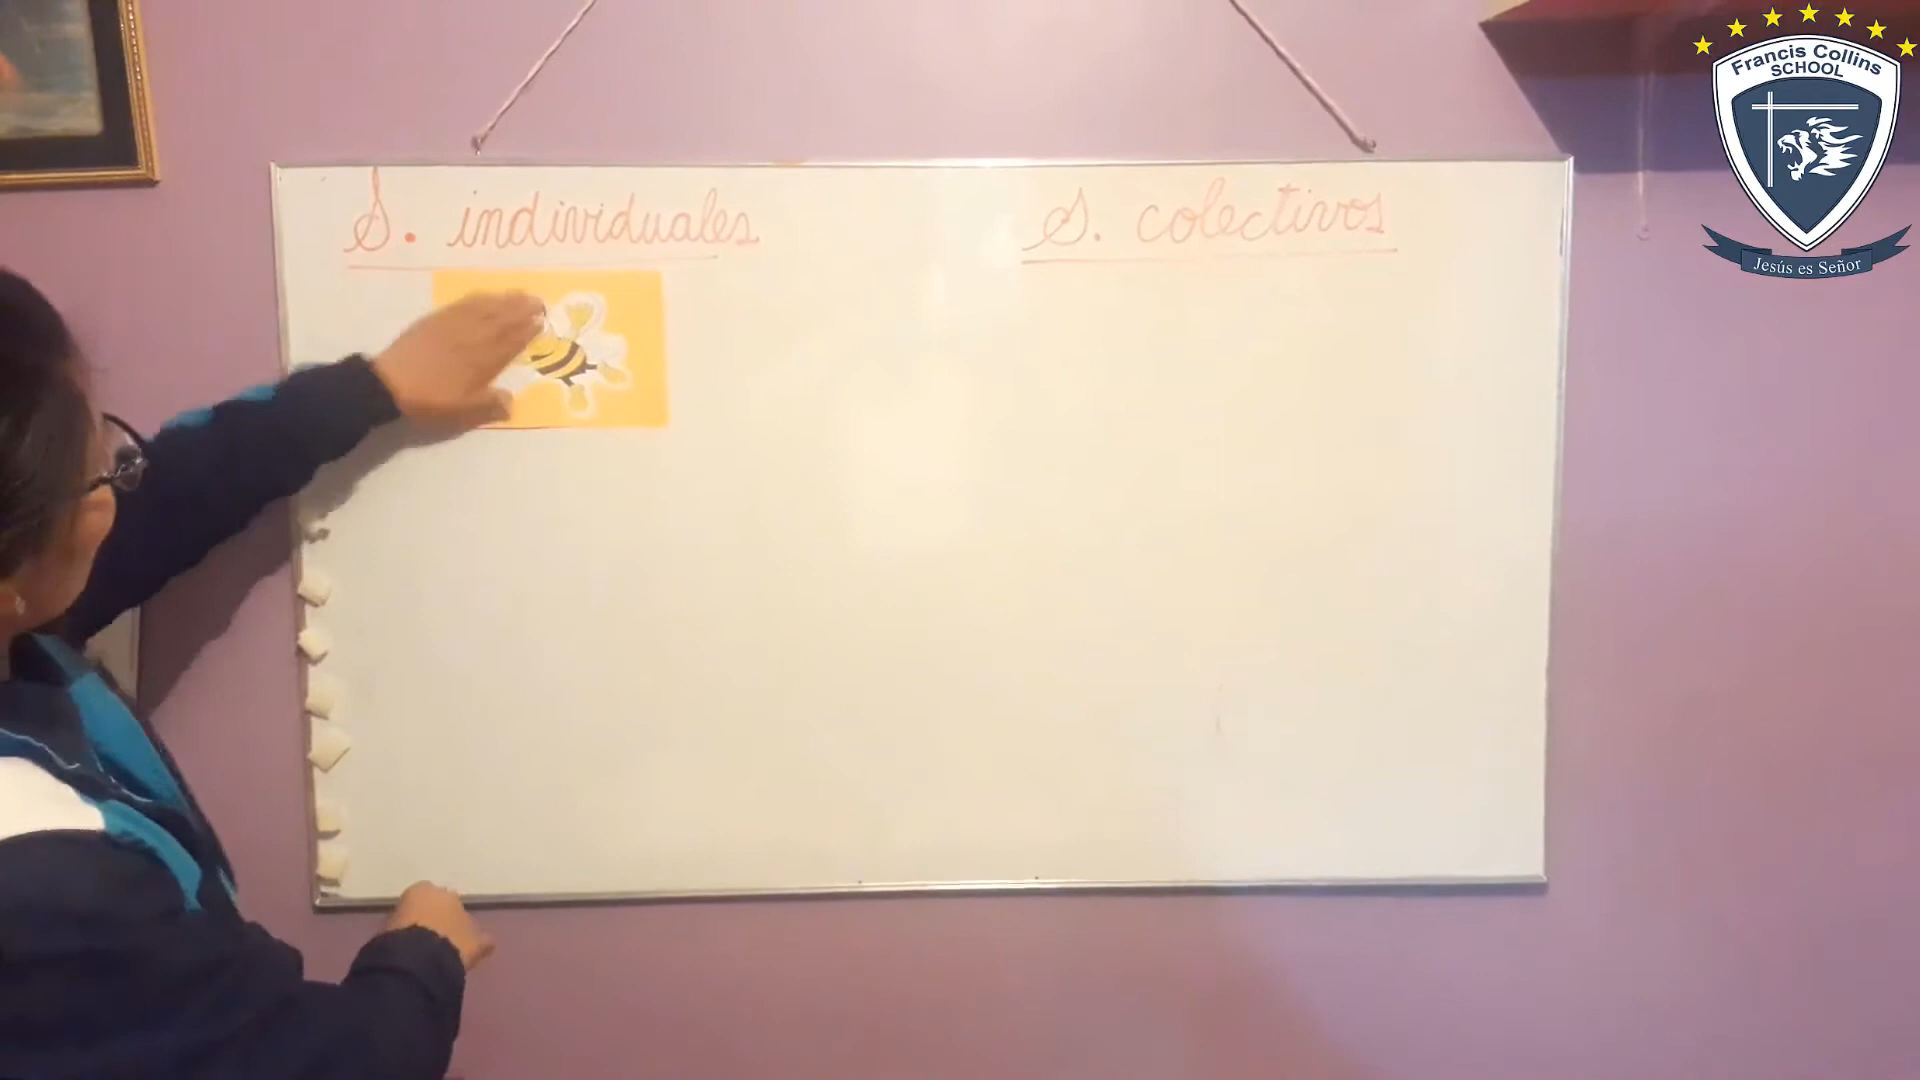 S. individuales
S. colectivos
Francis Collins
SCHOOL
Jesús es Señor